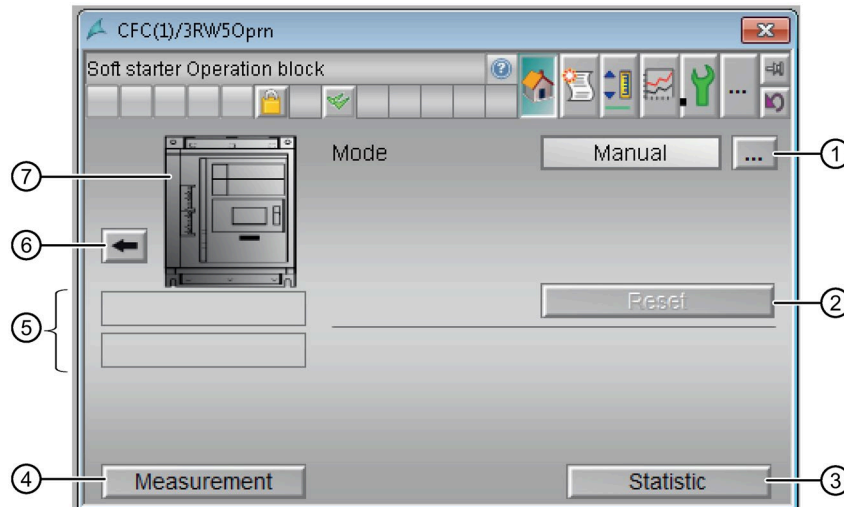 CFC(1)/3RW5Oprn
Soft starter Operation block
...
Mode
Manual
...
1
7
6
Reset
2
5
Measurement
4
Statistic
3